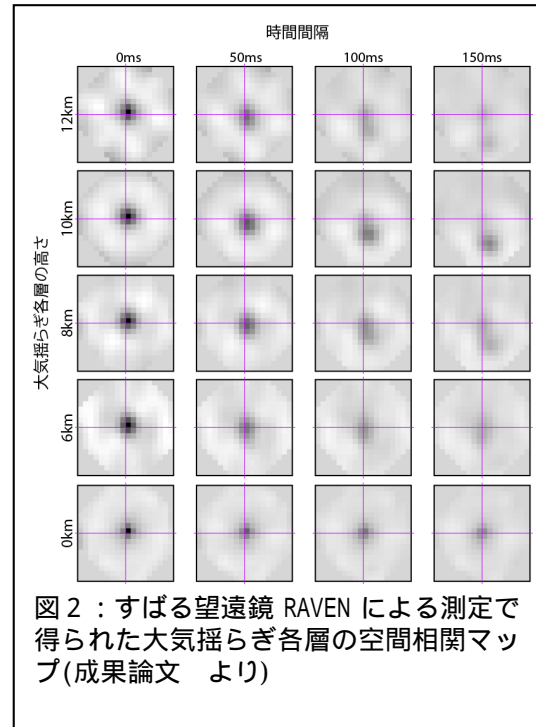 時間間隔
0ms 50ms 100ms 150ms
大気揺らぎ各層の高さ
12km
10km
8km
6km
0km
図２：すばる望遠鏡 RAVEN による測定で
得られた大気揺らぎ各層の空間相関マッ
プ(成果論文　より)